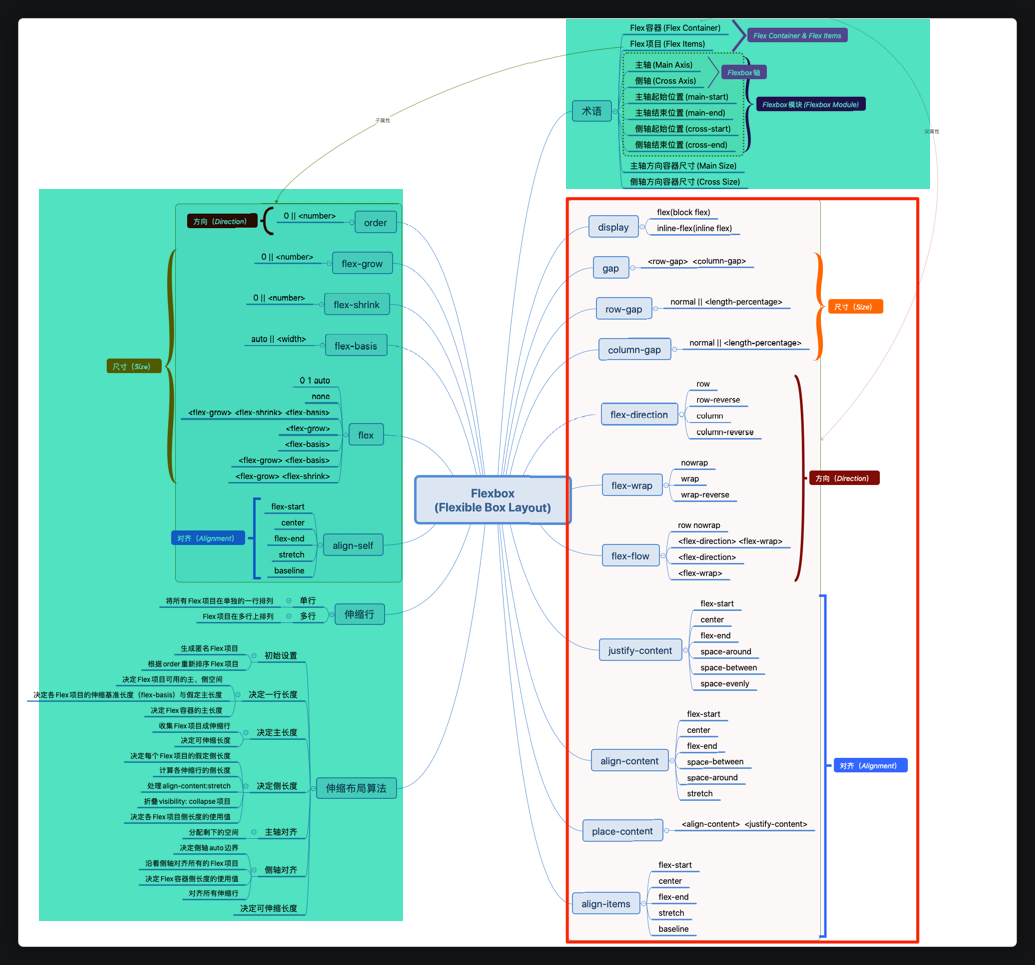 Flexbox
(Flexible Box Layout)
术语
Flex容器(Flex Container)
Flex项目(Flex Items)
Flex Container & Flex Items
主轴(Main Axis)
侧轴(Cross Axis)
Flexbox轴
主轴起始位置(main-start)
主轴结束位置(main-end)
侧轴起始位置(cross-start)
侧轴结束位置(cross-end)
Flexbox模块(Flexbox Module)
主轴方向容器尺寸(Main Size)
侧轴方向容器尺寸(Cross Size)
子属性
父属性
display
flex(block flex)
inline-flex(inline flex)
gap
<row-gap> <column-gap>
row-gap
normal || <length-percentage>
column-gap
normal || <length-percentage>
尺寸（Size）
flex-direction
row
row-reverse
column
column-reverse
flex-wrap
nowrap
wrap
wrap-reverse
flex-flow
row nowrap
<flex-direction> <flex-wrap>
<flex-direction>
<flex-wrap>
方向（Direction）
justify-content
flex-start
center
flex-end
space-around
space-between
space-evenly
align-content
flex-start
center
flex-end
space-between
space-around
stretch
place-content
<align-content> <justify-content>
align-items
flex-start
center
flex-end
stretch
baseline
对齐（Alignment）
order
0 || <number>
方向（Direction）
flex-grow
0 || <number>
flex-shrink
0 || <number>
flex-basis
auto || <width>
flex
0 1 auto
none
<flex-grow> <flex-shrink> <flex-basis>
<flex-grow>
<flex-basis>
<flex-grow> <flex-basis>
<flex-grow> <flex-shrink>
尺寸（Size）
align-self
flex-start
center
flex-end
stretch
baseline
对齐（Alignment）
伸缩行
单行
将所有Flex项目在单独的一行排列
多行
Flex项目在多行上排列
伸缩布局算法
初始设置
生成匿名Flex项目
根据order重新排序Flex项目
决定一行长度
决定Flex项目可用的主、侧空间
决定各Flex项目的伸缩基准长度（flex-basis）与假定主长度
决定Flex容器的主长度
决定主长度
收集Flex项目成伸缩行
决定可伸缩长度
决定侧长度
决定每个Flex项目的假定侧长度
计算各伸缩行的侧长度
处理align-content:stretch
折叠visibility: collapse项目
决定各Flex项目侧长度的使用值
主轴对齐
分配剩下的空间
侧轴对齐
决定侧轴auto边界
沿着侧轴对齐所有的Flex项目
决定Flex容器侧长度的使用值
对齐所有伸缩行
决定可伸缩长度